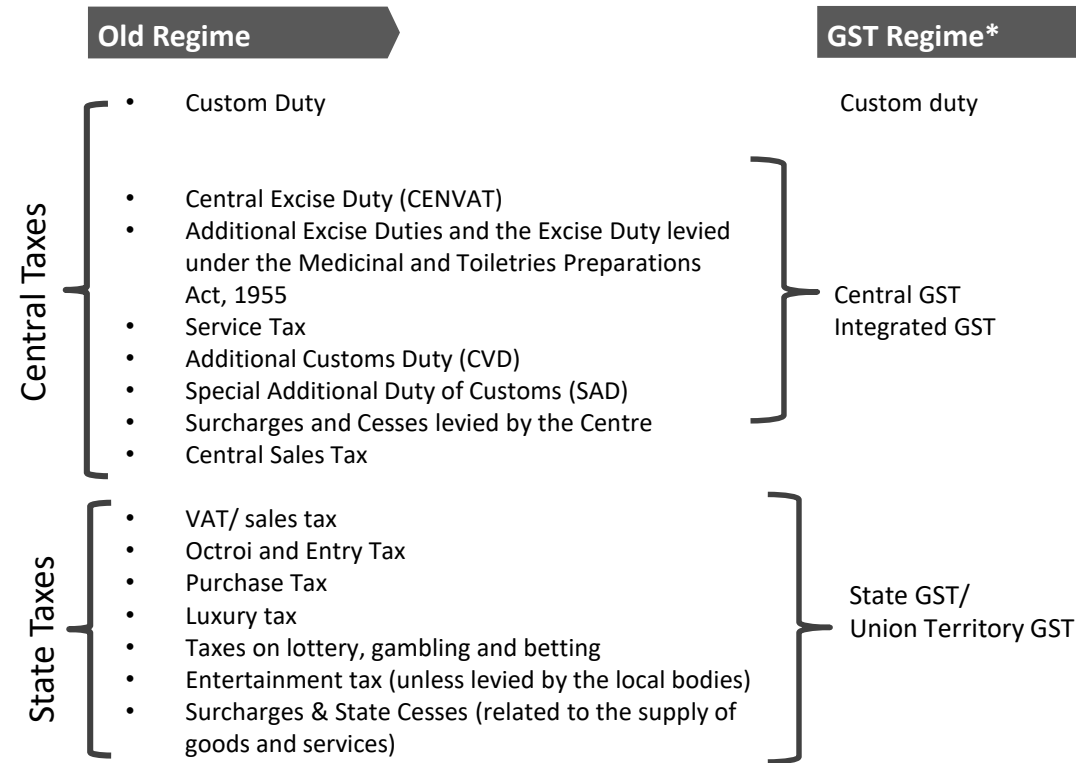 Old Regime
GST Regime*
Central Taxes
• Custom Duty
Custom duty
• Central Excise Duty (CENVAT)
• Additional Excise Duties and the Excise Duty levied
under the Medicinal and Toiletries Preparations
Act, 1955
• Service Tax
• Additional Customs Duty (CVD)
• Special Additional Duty of Customs (SAD)
• Surcharges and Cesses levied by the Centre
• Central Sales Tax
Central GST
Integrated GST
State Taxes
• VAT/ sales tax
• Octroi and Entry Tax
• Purchase Tax
• Luxury tax
• Taxes on lottery, gambling and betting
• Entertainment tax (unless levied by the local bodies)
• Surcharges & State Cesses (related to the supply of
goods and services)
State GST/
Union Territory GST